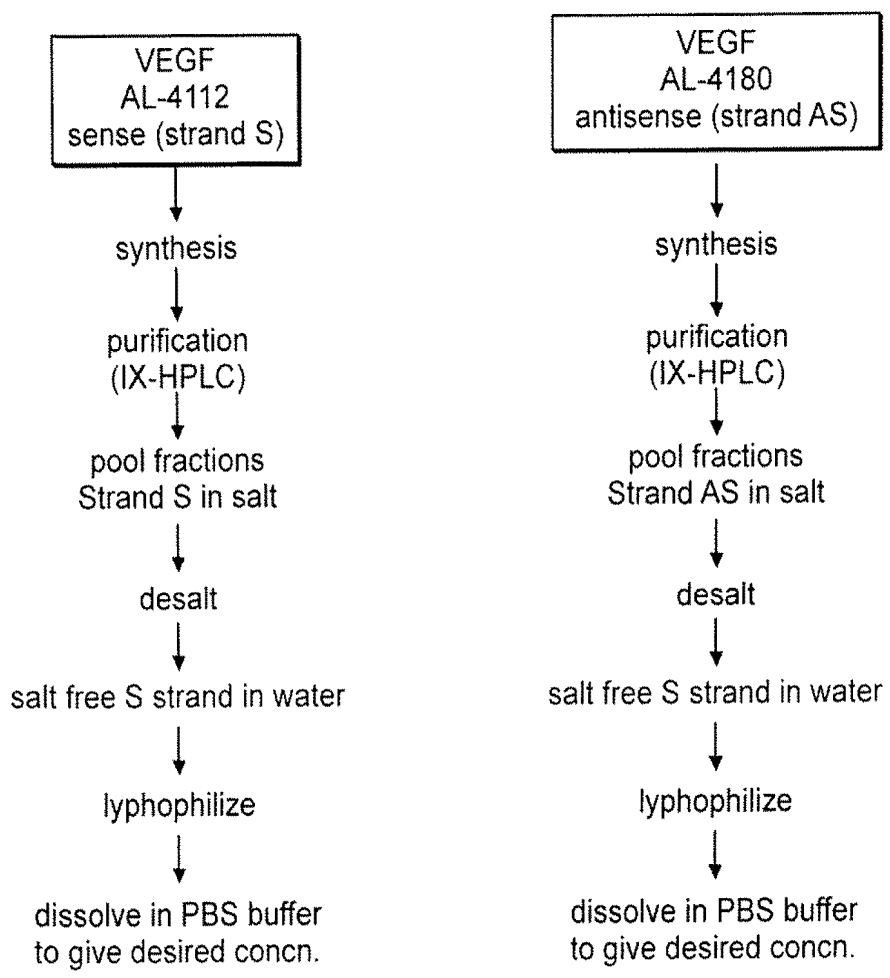 VEGF
AL-4112
sense (strand S)
synthesis
purification
(IX-HPLC)
pool fractions
Strand S in salt
desalt
salt free S strand in water
lyphophilize
dissolve in PBS buffer
to give desired concn.
VEGF
AL-4180
antisense (strand AS)
synthesis
purification
(IX-HPLC)
pool fractions
Strand AS in salt
desalt
salt free S strand in water
lyphophilize
dissolve in PBS buffer
to give desired concn.